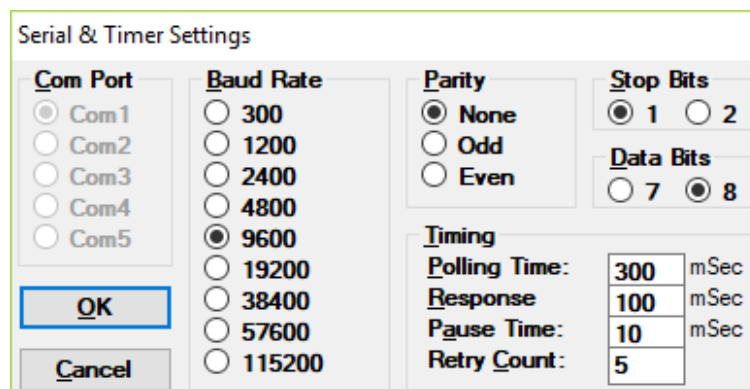 Serial & Timer Settings
Com Port
Com1
Com2
Com3
Com4
Com5
OK
Cancel
Baud Rate
300
1200
2400
4800
9600
19200
38400
57600
115200
Parity
None
Odd
Even
Stop Bits
1 2
Data Bits
7 8
Timing
Polling Time: 300 mSec
Response 100 mSec
Pause Time: 10 mSec
Retry Count: 5